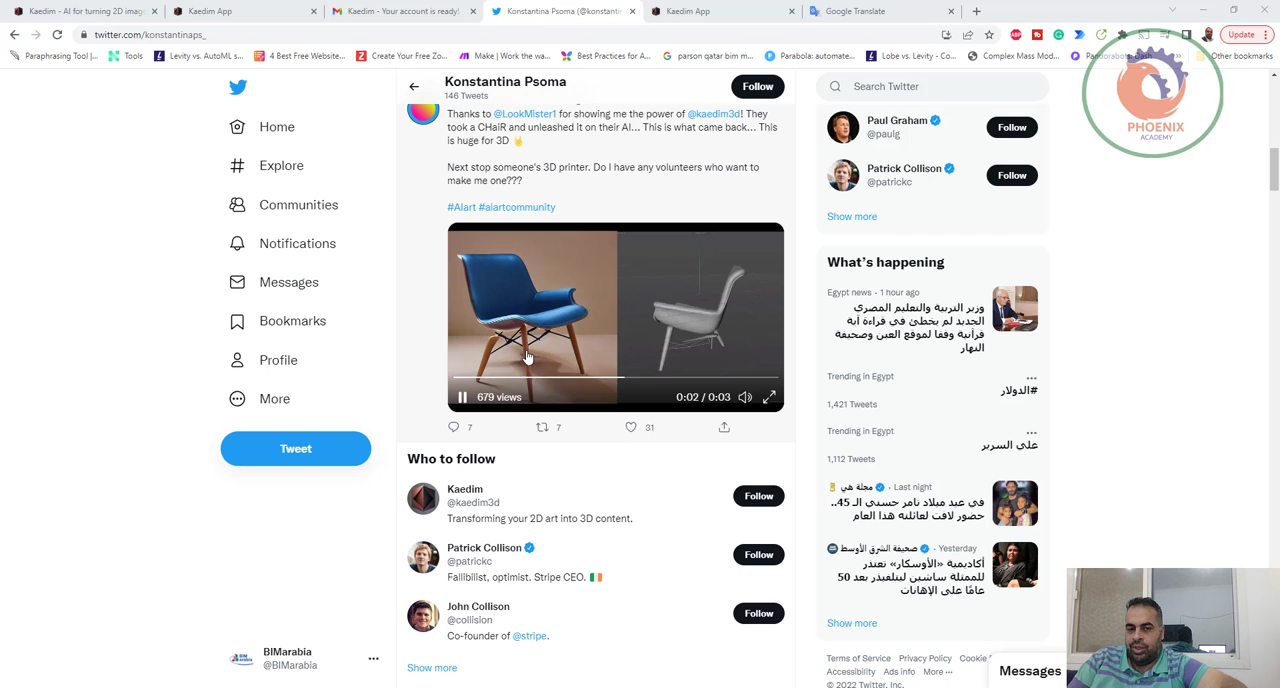 Kaedim - AI for turning 2D imag
Kaedim App
Kaedim - Your account is ready!
Konstantina Psoma (@konstantin
Kaedim App
Google Translate
twitter.com/konstantinaps_
Update
Paraphrasing Tool |...
Tools
Levity vs. AutoML s...
4 Best Free Website...
Create Your Free Zo...
Make | Work the wa...
Best Practices for A...
parson qatar bim m...
Parabola: automate...
Lobe vs. Levity - Co...
Complex Mass Mod...
Pandorabots: Dash
Other bookmarks
PHOENIX
ACADEMY
Home
Explore
Communities
Notifications
Messages
Bookmarks
Profile
More
Tweet
BIMarabia
@BIMarabia
Konstantina Psoma
146 Tweets
Follow
Thanks to @LookMister1 for showing me the power of @kaedim3d! They
took a CHaiR and unleashed it on their AI... This is what came back... This
is huge for 3D
Next stop someone's 3D printer. Do I have any volunteers who want to
make me one???
#AIart #aiartcommunity
679 views
0:02 / 0:03
7
7
31
Who to follow
Kaedim
@kaedim3d
Follow
Transforming your 2D art into 3D content.
Patrick Collison
@patrickc
Follow
Fallibilist, optimist. Stripe CEO.
John Collison
@collision
Follow
Co-founder of @stripe.
Show more
Search Twitter
Paul Graham
@paulg
Follow
Patrick Collison
@patrickc
Follow
Show more
What's happening
Egypt news · 1 hour ago
وزير التربية والتعليم المصري
الجديد لم يخطئ في قراءة آية
قرآنية وفقا لموقع العين وصحيفة
النهار
Trending in Egypt
#الدولار
1,421 Tweets
Trending in Egypt
علي السرير
1,112 Tweets
مجلة هي · Last night
في عيد ميلاد تامر حسني الـ 45..
حضور لافت لعائلته هذا العام
صحيفة الشرق الأوسط · Yesterday
أكاديمية «الأوسكار» تعتذر
للممثلة ساشين ليتلفيذر بعد 50
عامًا على الإهانات
Show more
Terms of Service Privacy Policy Cookie
Accessibility Ads info More ...
© 2022 Twitter, Inc.
Messages